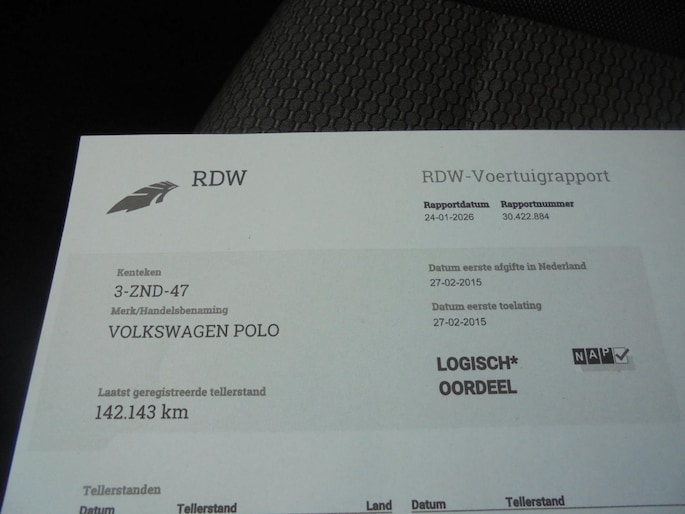 RDW
RDW-Voertuigrapport
Rapportdatum Rapportnummer
24-01-2026 30.422.884
Kenteken
3-ZND-47
Merk/Handelsbenaming
VOLKSWAGEN POLO
Datum eerste afgifte in Nederland
27-02-2015
Datum eerste toelating
27-02-2015
LOGISCH*
OORDEEL
NAP
Laatst geregistreerde tellerstand
142.143 km
Tellerstanden
Datum Tellerstand Land Datum Tellerstand